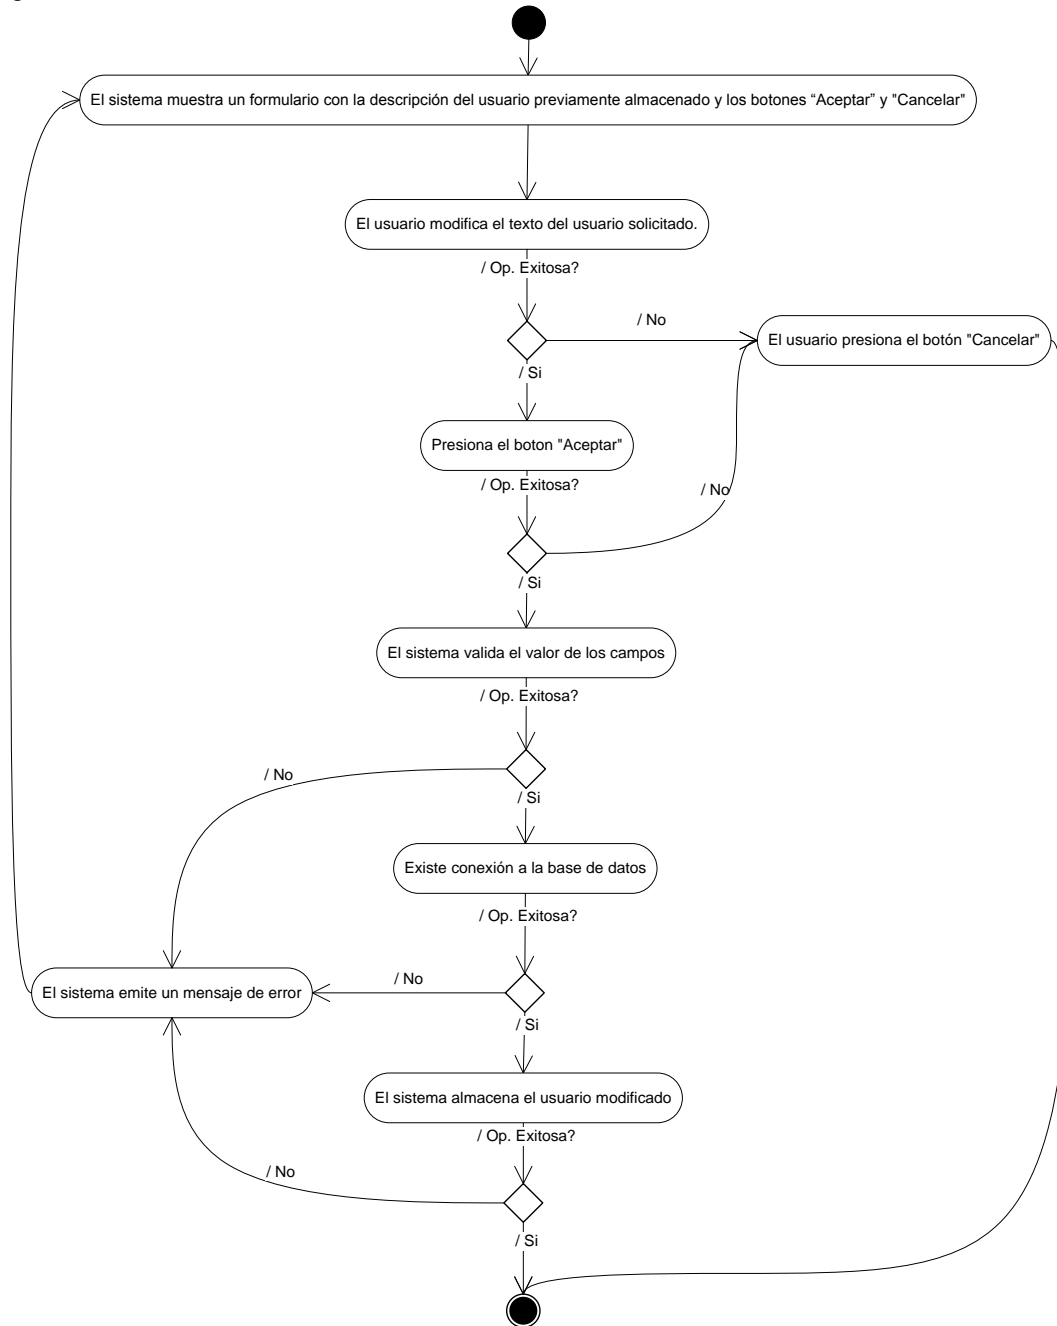 El sistema muestra un formulario con la descripción del usuario previamente almacenado y los botones “Aceptar” y "Cancelar"
El usuario modifica el texto del usuario solicitado.
/ Op. Exitosa?
/ No
El usuario presiona el botón "Cancelar"
/ Si
Presiona el boton "Aceptar"
/ Op. Exitosa?
/ No
/ Si
El sistema valida el valor de los campos
/ Op. Exitosa?
/ No
/ Si
Existe conexión a la base de datos
/ Op. Exitosa?
/ No
El sistema emite un mensaje de error
/ Si
El sistema almacena el usuario modificado
/ Op. Exitosa?
/ No
/ Si